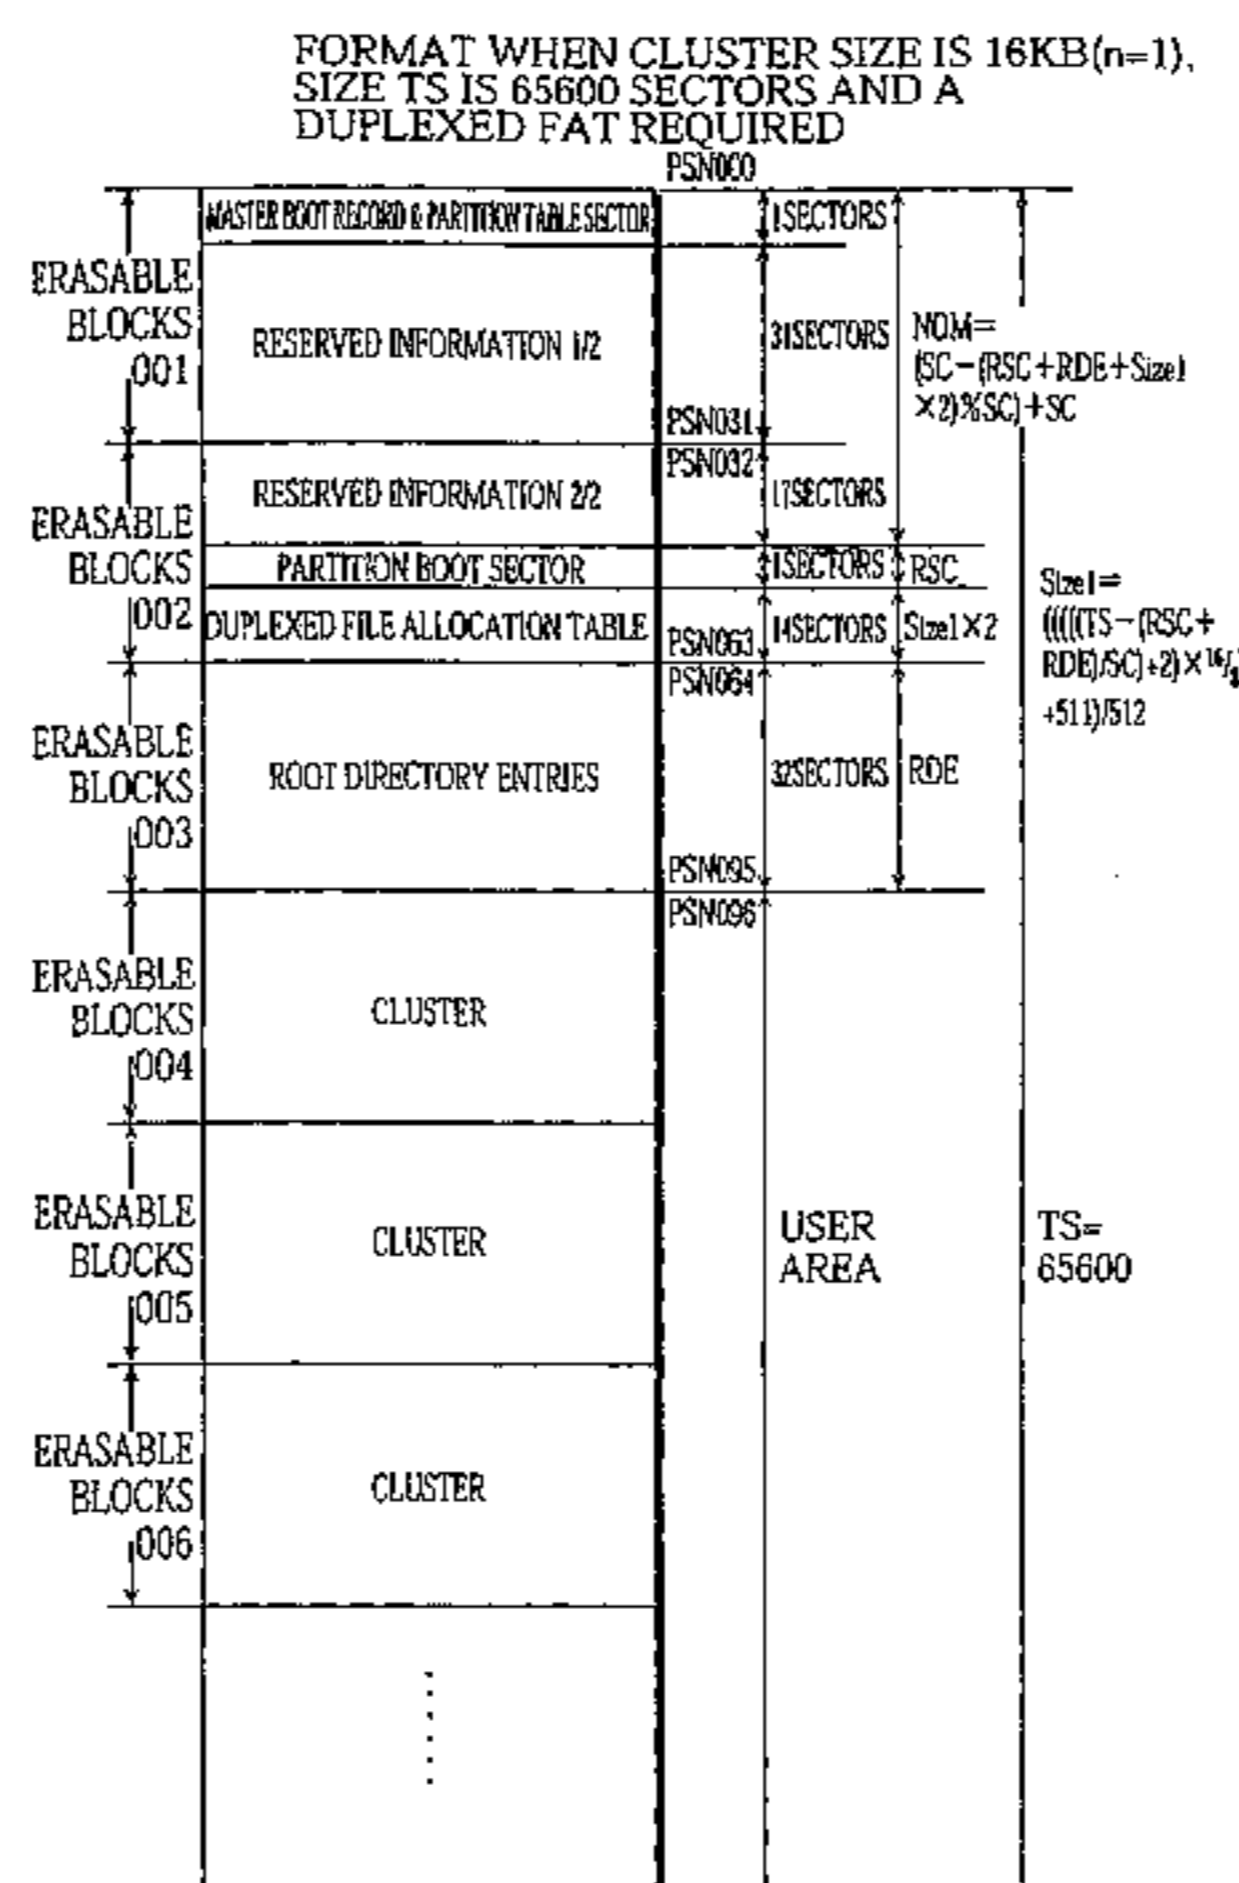 FORMAT WHEN CLUSTER SIZE IS 16KB(n=1),
SIZE TS IS 65600 SECTORS AND A
DUPLEXED FAT REQUIRED
PSN000
MASTER BOOT RECORD & PARTITION TABLE SECTOR
1SECTORS
ERASABLE
BLOCKS
001
RESERVED INFORMATION 1/2
31SECTORS
NOM=
(SC-(RSC+RDE+Size1
×2)%SC)+SC
PSN031
PSN032
RESERVED INFORMATION 2/2
17SECTORS
ERASABLE
BLOCKS
002
PARTITION BOOT SECTOR
1SECTORS
RSC
DUPLEXED FILE ALLOCATION TABLE
PSN063
14SECTORS
Size1×2
Size1=
(((((TS-(RSC+
RDE)/SC)+2)×16/
+511)/512
PSN064
ERASABLE
BLOCKS
003
ROOT DIRECTORY ENTRIES
32SECTORS
RDE
PSN095
PSN096
ERASABLE
BLOCKS
004
CLUSTER
ERASABLE
BLOCKS
005
CLUSTER
USER
AREA
TS=
65600
ERASABLE
BLOCKS
006
CLUSTER